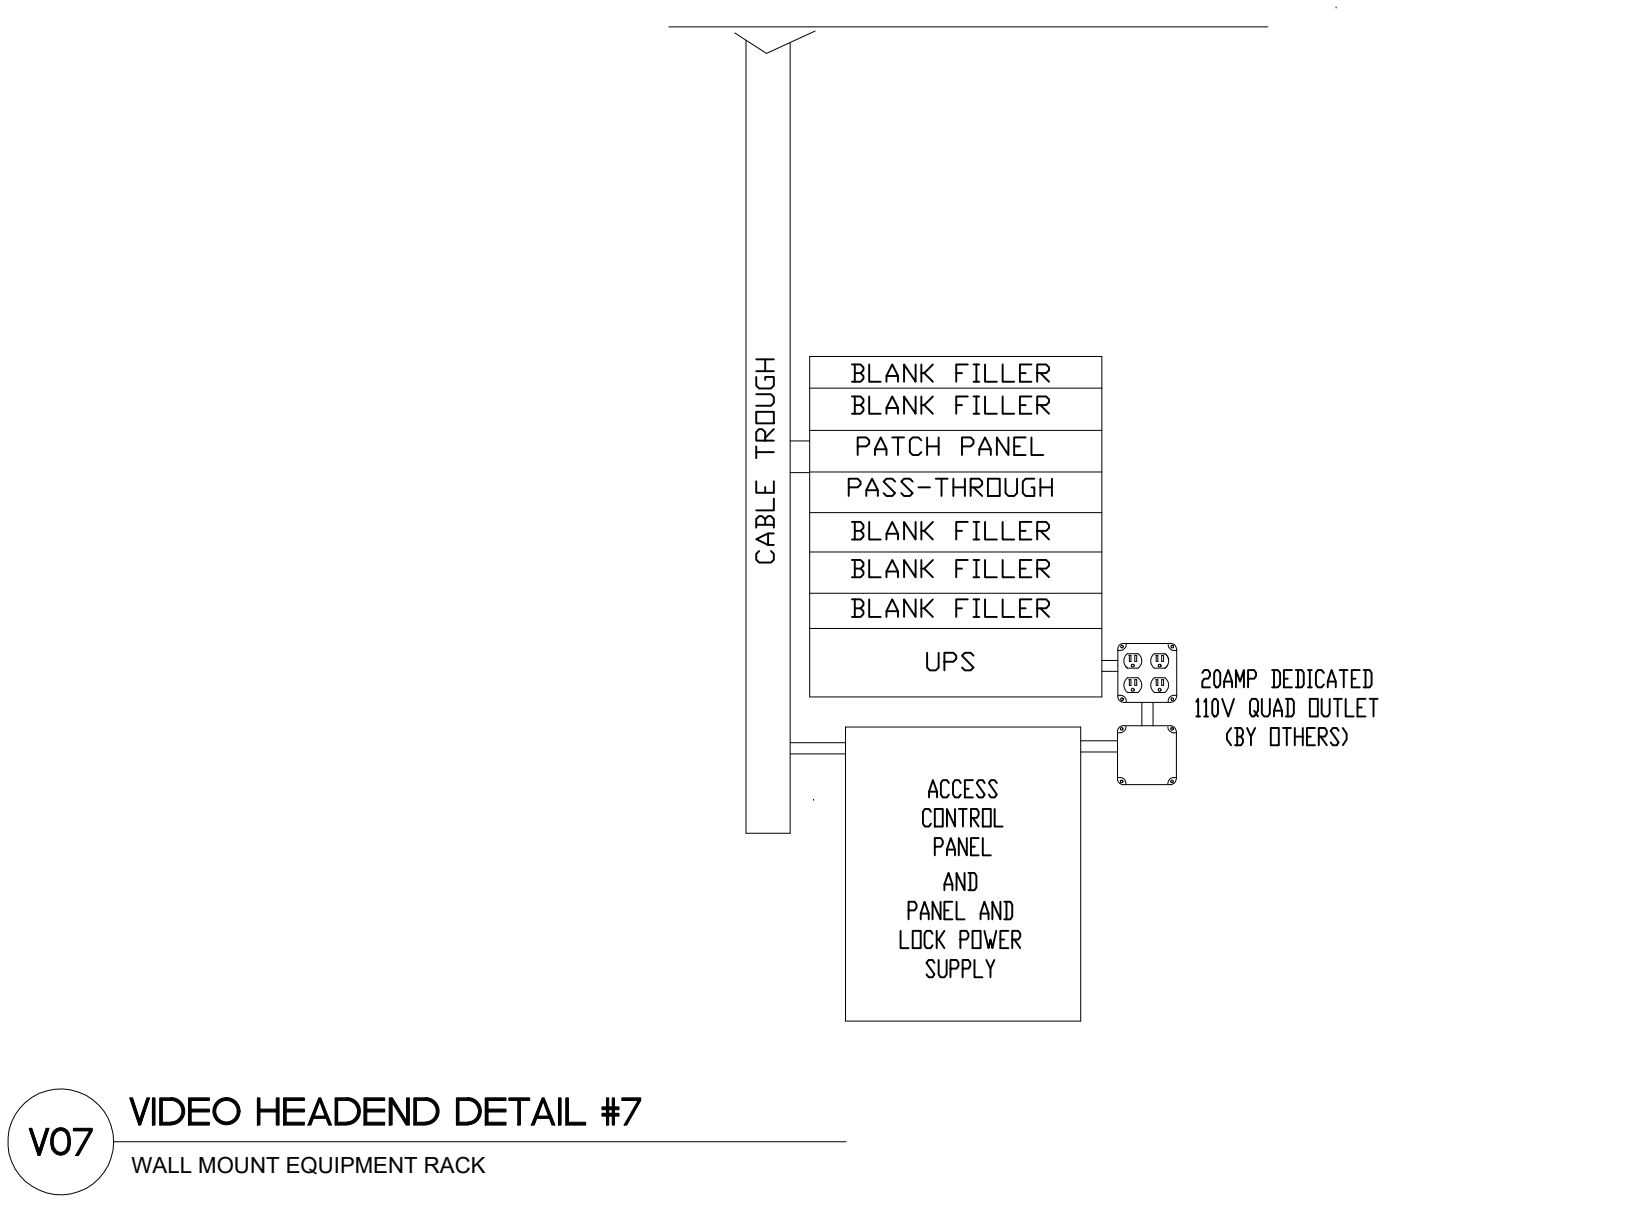 BLANK FILLER
BLANK FILLER
PATCH PANEL
PASS-THROUGH
BLANK FILLER
BLANK FILLER
BLANK FILLER
UPS
CABLE TROUGH
20AMP DEDICATED
110V QUAD OUTLET
(BY OTHERS)
ACCESS
CONTROL
PANEL
AND
PANEL AND
LOCK POWER
SUPPLY
V07
VIDEO HEADEND DETAIL #7
WALL MOUNT EQUIPMENT RACK